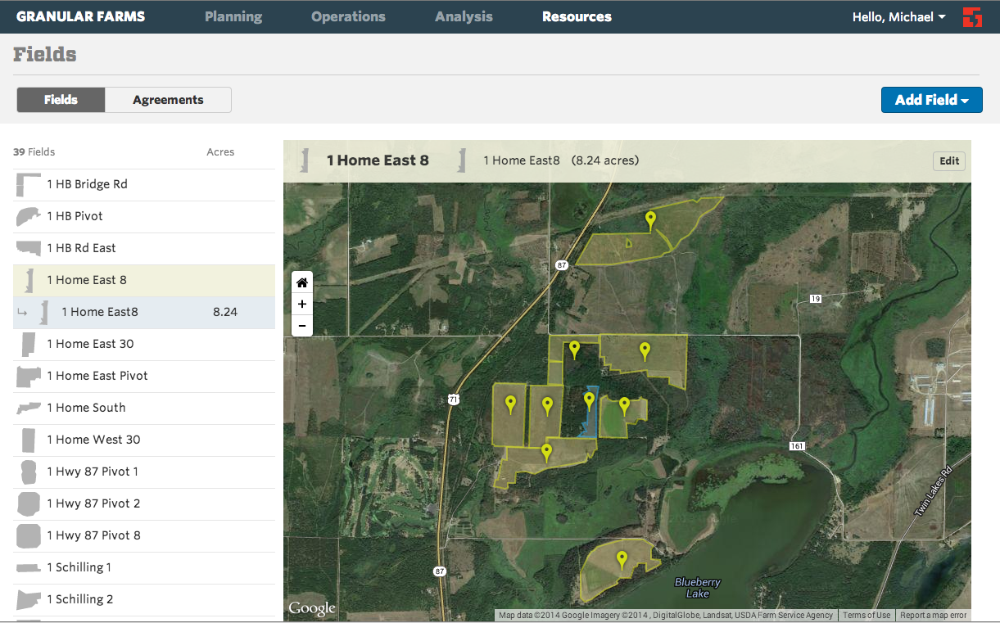 GRANULAR FARMS Planning Operations Analysis Resources Hello, Michael
Fields
Fields Agreements Add Field
39 Fields Acres
1 HB Bridge Rd
1 HB Pivot
1 HB Rd East
1 Home East 8
1 Home East8 8.24
1 Home East 30
1 Home East Pivot
1 Home South
1 Home West 30
1 Hwy 87 Pivot 1
1 Hwy 87 Pivot 2
1 Hwy 87 Pivot 8
1 Schilling 1
1 Schilling 2
1 Home East 8 1 Home East8 (8.24 acres) Edit
87
19
+
−
71
161
Twin Lakes Rd
87
Blueberry
Lake
Google
Map data ©2014 Google Imagery ©2014 , DigitalGlobe, Landsat, USDA Farm Service Agency Terms of Use Report a map error